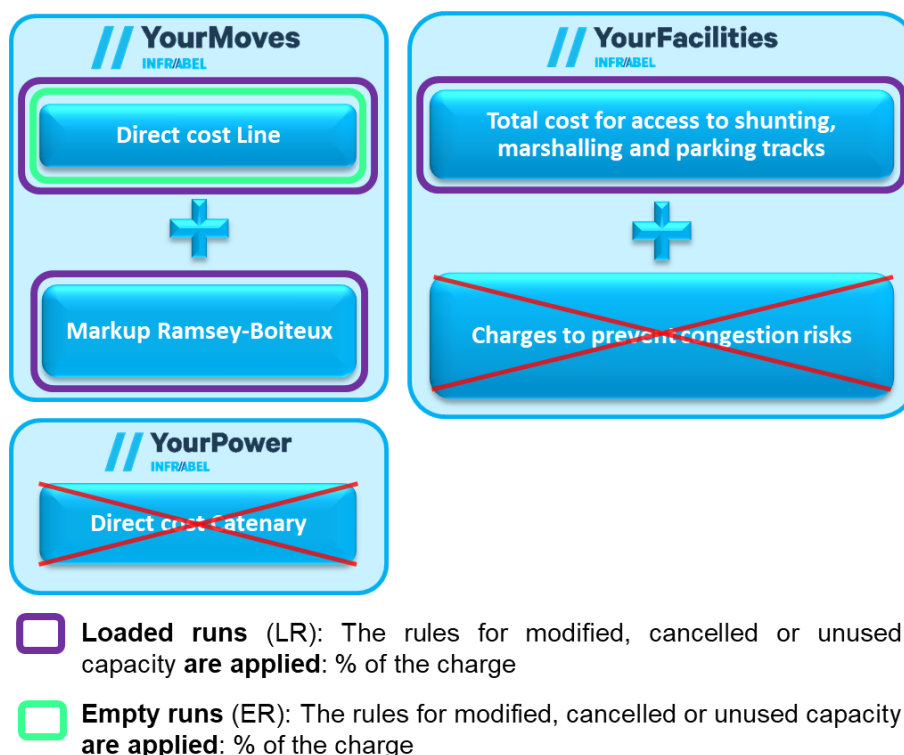 YourMoves
INFRABEL
Direct cost Line
Markup Ramsey-Boiteux
YourFacilities
INFRABEL
Total cost for access to shunting,
marshalling and parking tracks
Charges to prevent congestion risks
YourPower
INFRABEL
Direct cost Catenary
Loaded runs (LR): The rules for modified, cancelled or unused
capacity are applied: % of the charge
Empty runs (ER): The rules for modified, cancelled or unused capacity
are applied: % of the charge